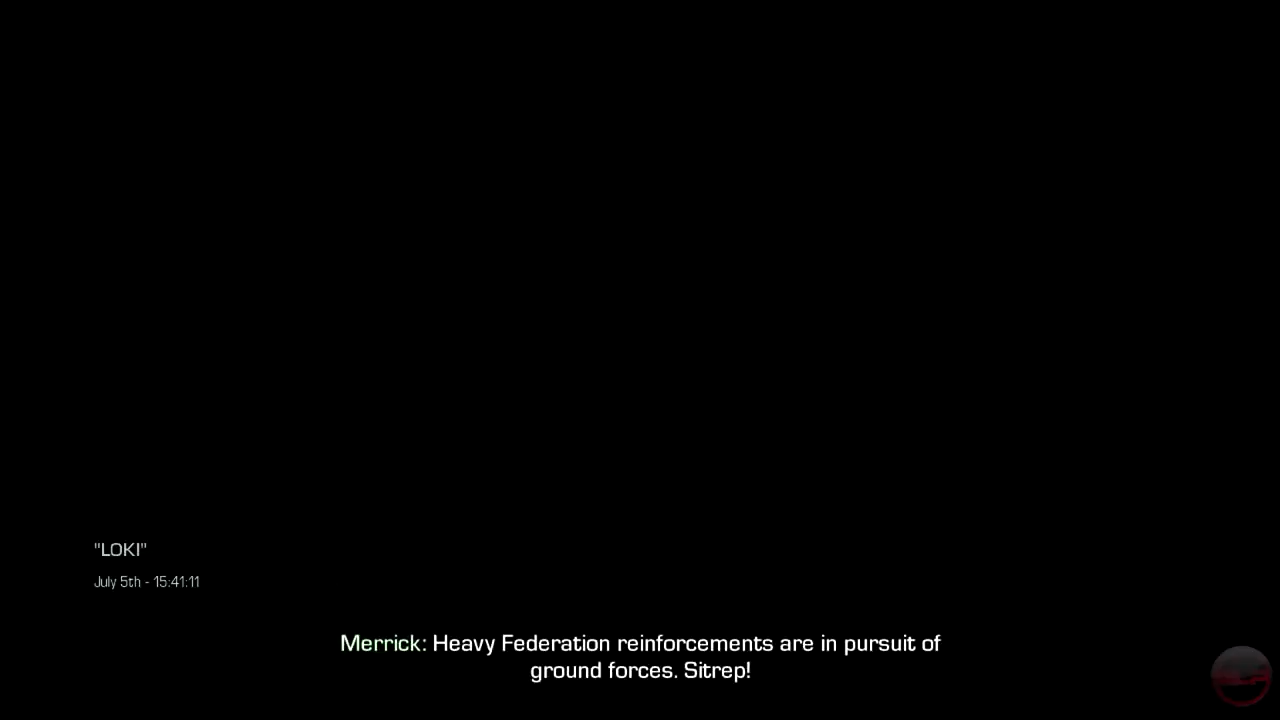 "LOKI"
July 5th - 15:41:11
Merrick: Heavy Federation reinforcements are in pursuit of
ground forces. Sitrep!